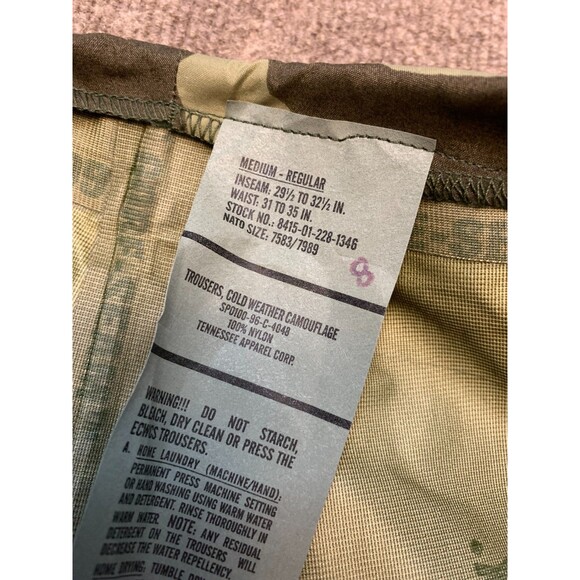 MEDIUM - REGULAR
INSEAM: 29½ TO 32½ IN.
WAIST: 31 TO 35 IN.
STOCK NO.: 8415-01-228-1346
NATO SIZE: 7583/7989
8
TROUSERS, COLD WEATHER CAMOUFLAGE
SPO100-96-C-4048
100% NYLON
TENNESSEE APPAREL CORP.
WARNING!!! DO NOT STARCH,
BLEACH, DRY CLEAN OR PRESS THE
ECWCS TROUSERS.
A. HOME LAUNDRY (MACHINE/HAND):
PERMANENT PRESS MACHINE SETTING
OR HAND WASHING USING WARM WATER
AND DETERGENT. RINSE THOROUGHLY IN
WARM WATER. NOTE: ANY RESIDUAL
DETERGENT ON THE TROUSERS WILL
DECREASE THE WATER REPELLENCY.
HOME DRYING: TUMBLE